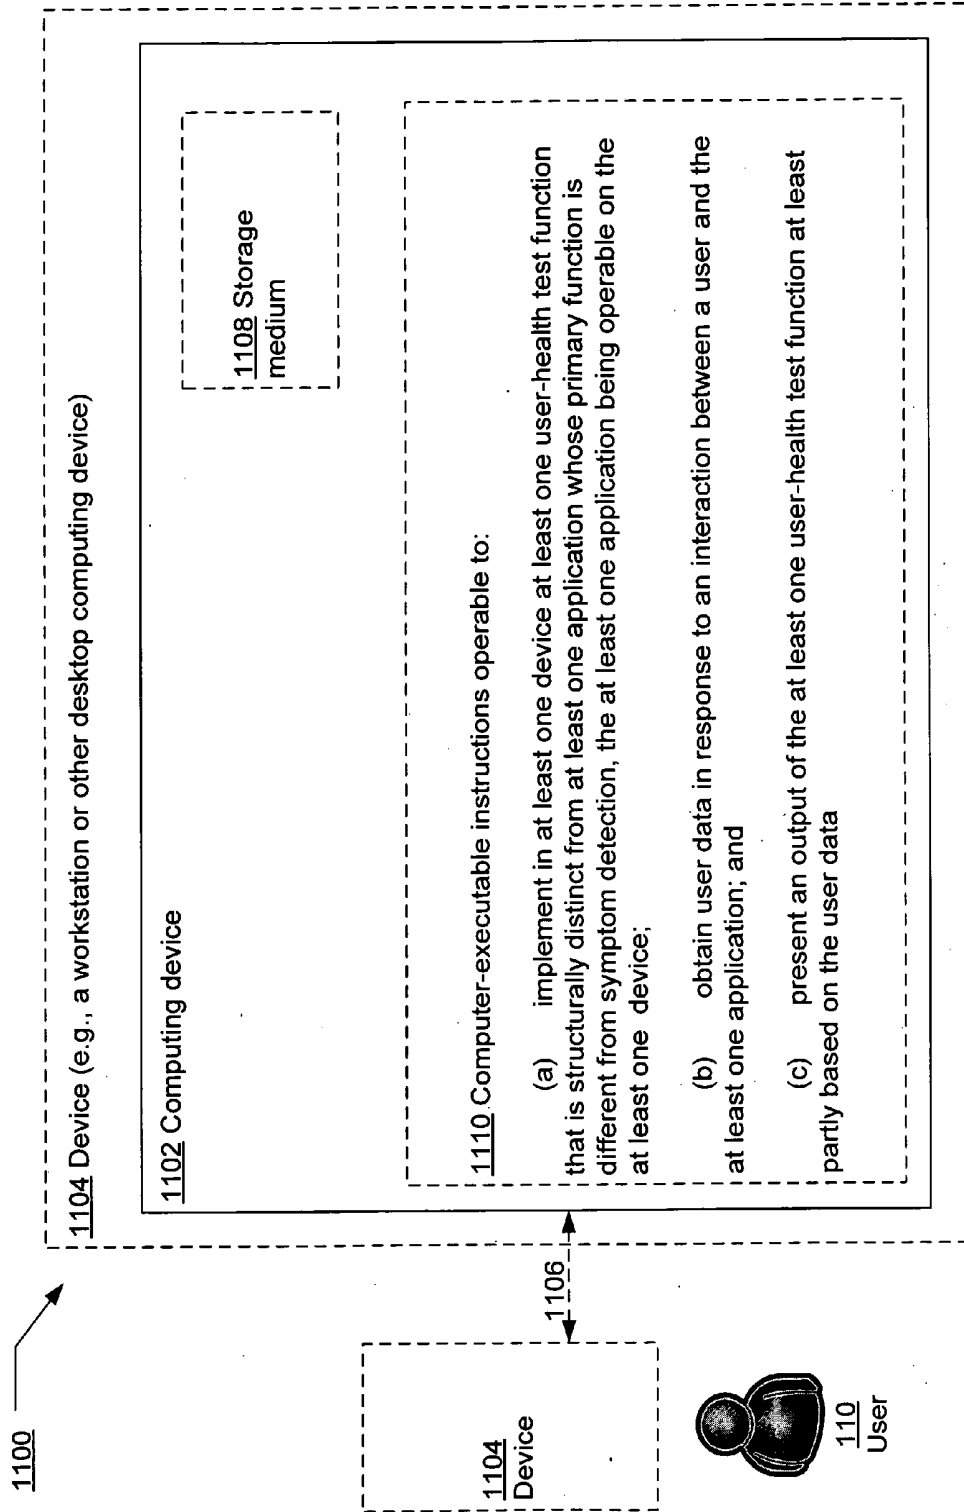 1100
1104 Device (e.g., a workstation or other desktop computing device)
1102 Computing device
1108 Storage
medium
1110 Computer-executable instructions operable to:
(a) implement in at least one device at least one user-health test function
that is structurally distinct from at least one application whose primary function is
different from symptom detection, the at least one application being operable on the
at least one device;
(b) obtain user data in response to an interaction between a user and the
at least one application; and
(c) present an output of the at least one user-health test function at least
partly based on the user data
1106
1104
Device
110
User